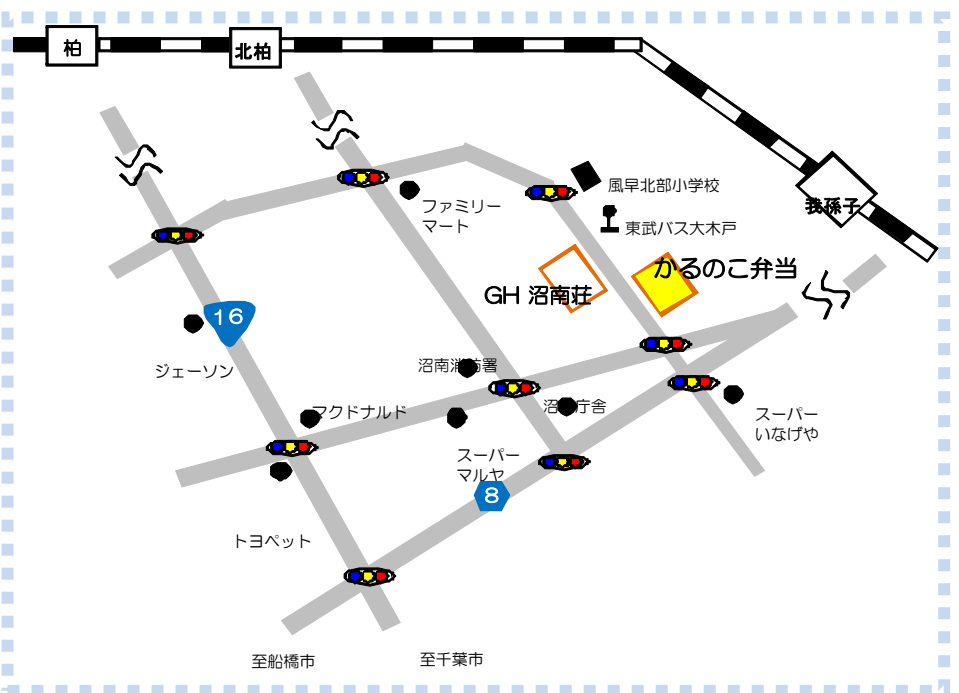 柏
北柏
我孫子
風早北部小学校
東武バス大木戸
ファミリー
マート
かるのこ弁当
GH 沼南荘
16
ジェーソン
沼南消防署
マクドナルド
スーパー
いなげや
スーパー
マルヤ
8
トヨペット
至船橋市
至千葉市